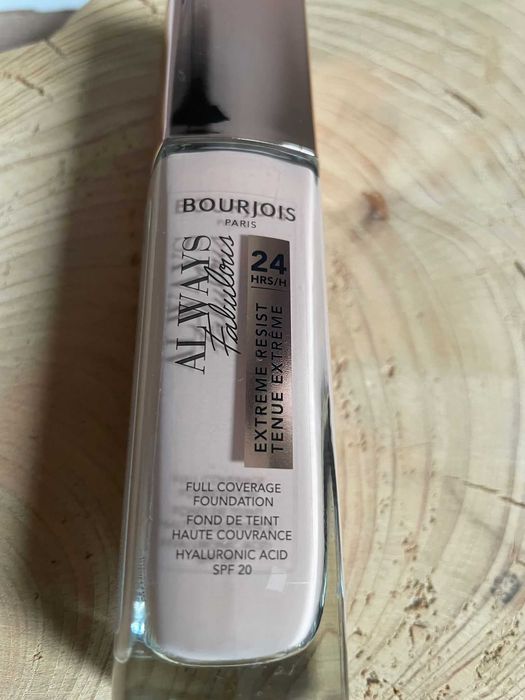 BOURJOIS
PARIS
ALWAYS
Fabulous
24
HRS/H
EXTREME RESIST
TENUE EXTRÊME
FULL COVERAGE
FOUNDATION
FOND DE TEINT
HAUTE COUVRANCE
HYALURONIC ACID
SPF 20